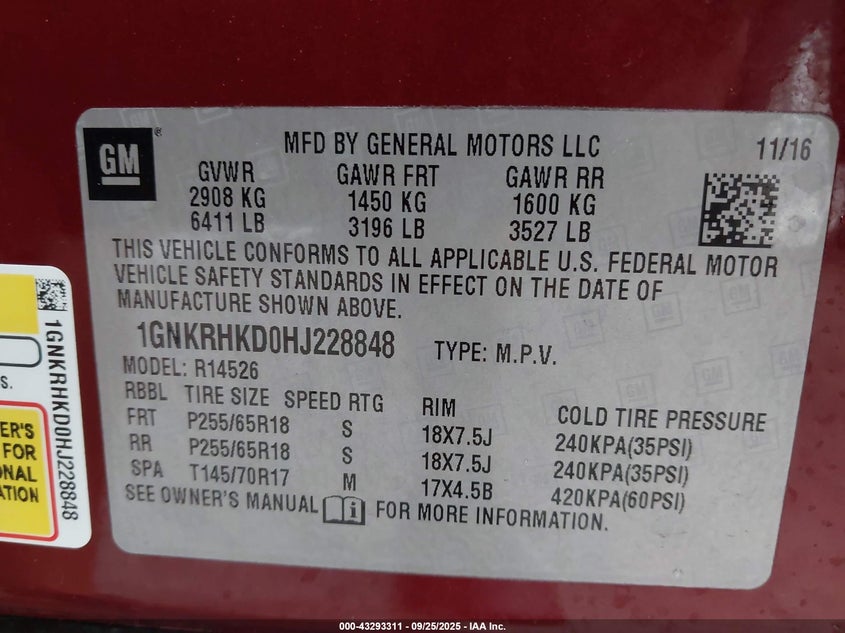 GM ®
MFD BY GENERAL MOTORS LLC 11/16
GVWR GAWR FRT GAWR RR
2908 KG 1450 KG 1600 KG
6411 LB 3196 LB 3527 LB
THIS VEHICLE CONFORMS TO ALL APPLICABLE U.S. FEDERAL MOTOR
VEHICLE SAFETY STANDARDS IN EFFECT ON THE DATE OF
MANUFACTURE SHOWN ABOVE.
1GNKRHKD0HJ228848 TYPE: M.P.V.
MODEL: R14526
RBBL TIRE SIZE SPEED RTG RIM COLD TIRE PRESSURE
FRT P255/65R18 S 18X7.5J 240KPA(35PSI)
RR P255/65R18 S 18X7.5J 240KPA(35PSI)
SPA T145/70R17 M 17X4.5B 420KPA(60PSI)
SEE OWNER'S MANUAL i FOR MORE INFORMATION.
1GNKRHKD0HJ228848
S.
ER'S
FOR
ONAL
ATION
000-43293311 - 09/25/2025 - IAA Inc.